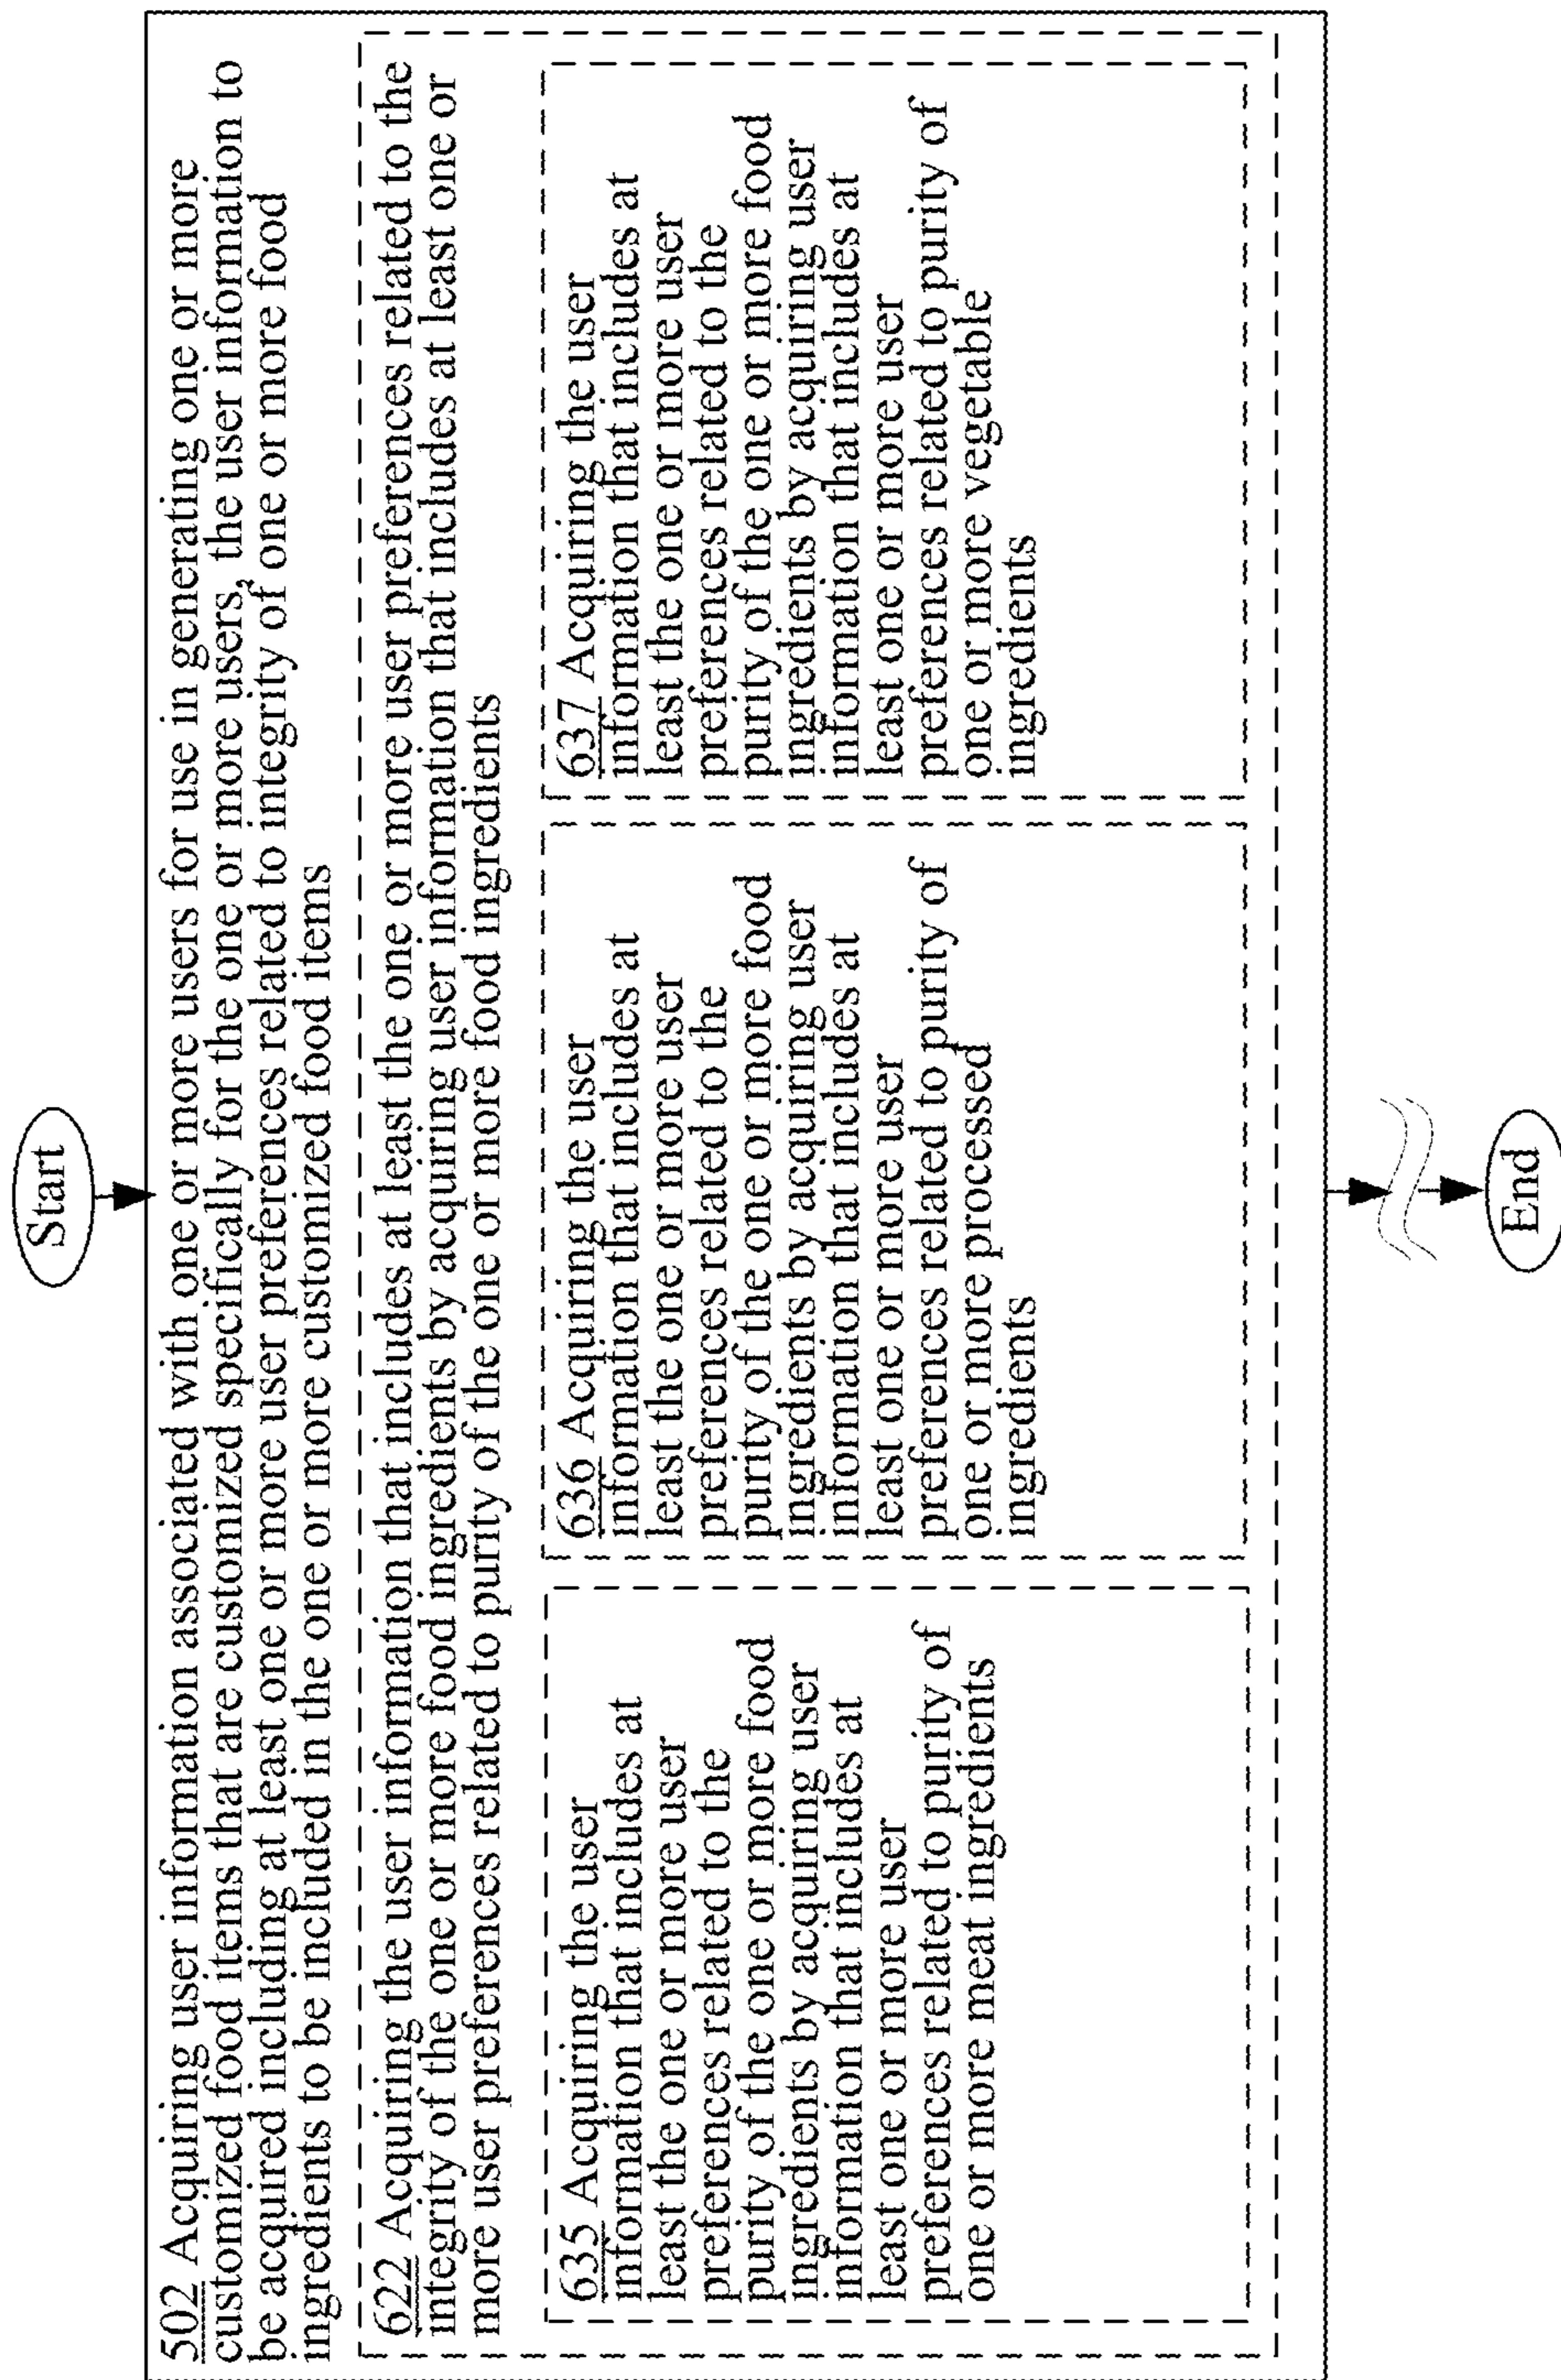 Start
502 Acquiring user information associated with one or more users for use in generating one or more
customized food items that are customized specifically for the one or more users, the user information to
be acquired including at least one or more user preferences related to integrity of one or more food
ingredients to be included in the one or more customized food items
622 Acquiring the user information that includes at least the one or more user preferences related to the
integrity of the one or more food ingredients by acquiring user information that includes at least one or
more user preferences related to purity of the one or more food ingredients
635 Acquiring the user
information that includes at
least the one or more user
preferences related to the
purity of the one or more food
ingredients by acquiring user
information that includes at
least one or more user
preferences related to purity of
one or more meat ingredients
636 Acquiring the user
information that includes at
least the one or more user
preferences related to the
purity of the one or more food
ingredients by acquiring user
information that includes at
least one or more user
preferences related to purity of
one or more processed
ingredients
637 Acquiring the user
information that includes at
least the one or more user
preferences related to the
purity of the one or more food
ingredients by acquiring user
information that includes at
least one or more user
preferences related to purity of
one or more vegetable
ingredients
End